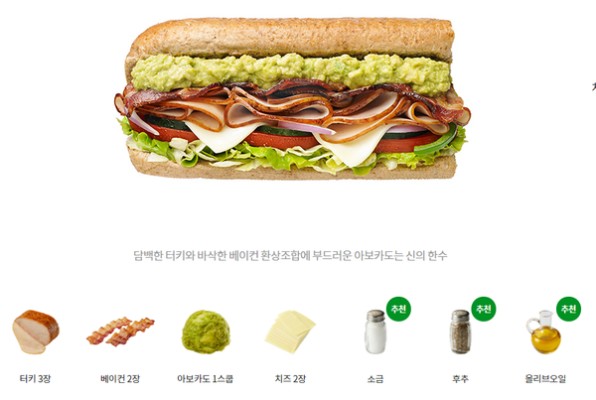 담백한 터키와 바삭한 베이컨 환상조합에 부드러운 아보카도는 신의 한수
추천 추천 추천
터키 3장 베이컨 2장 아보카도 1스쿱 치즈 2장 소금 후추 올리브오일